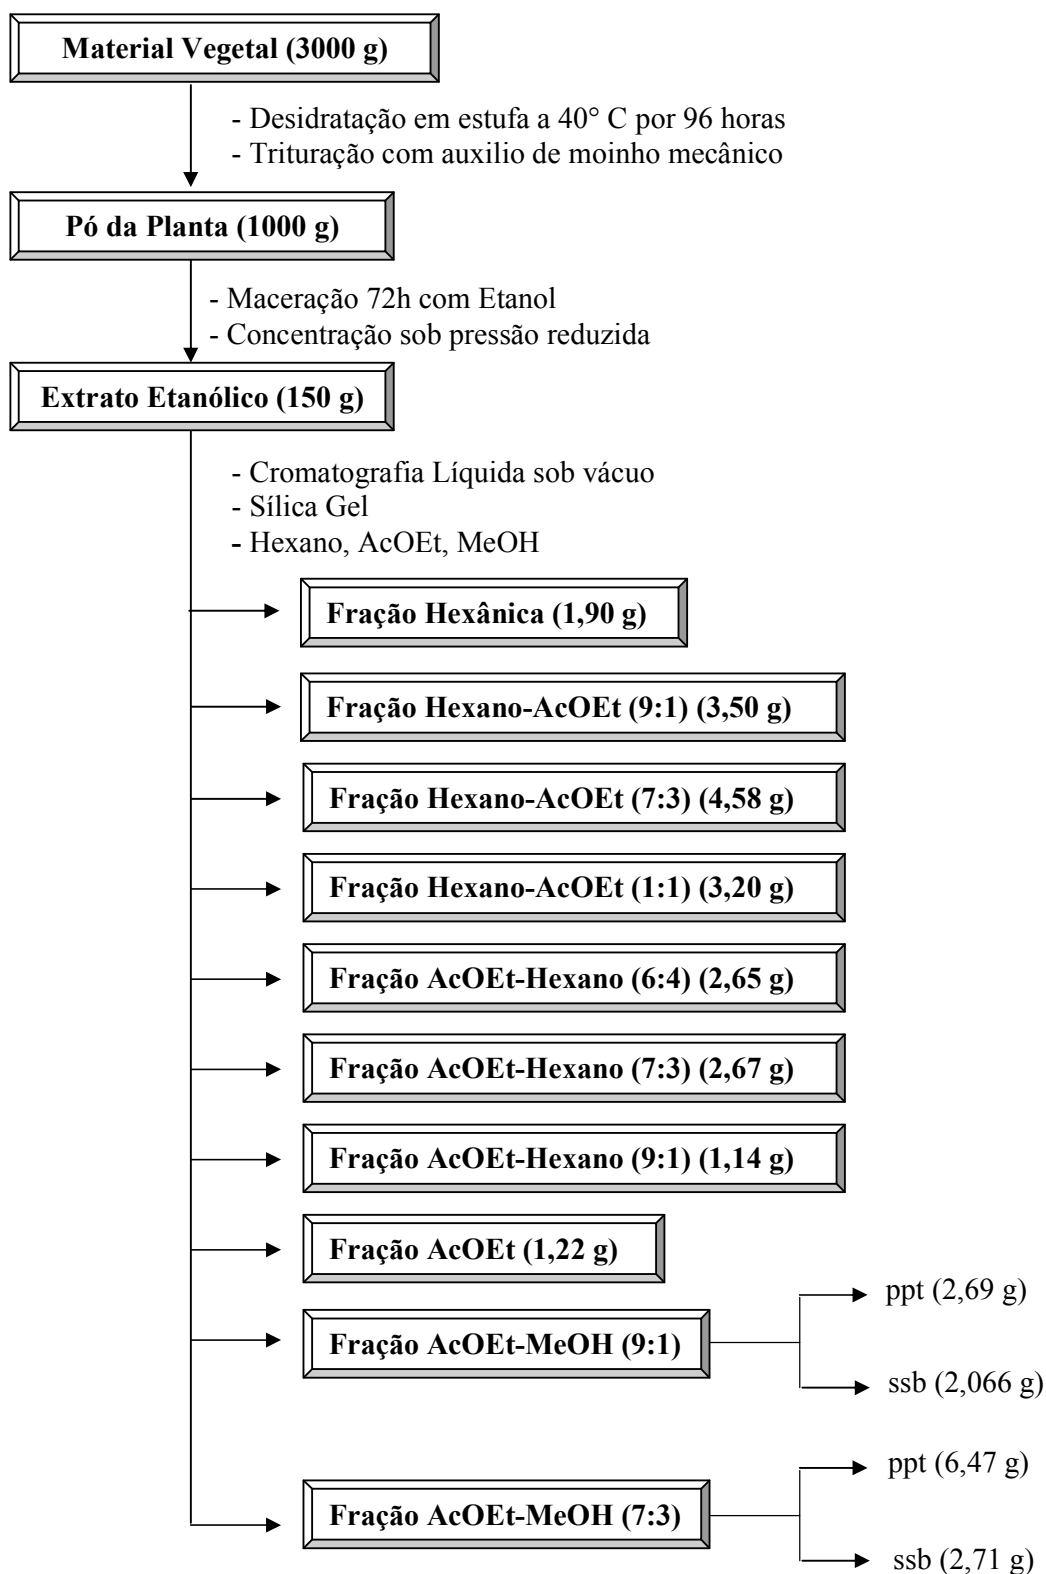 Material Vegetal (3000 g)
- Desidratação em estufa a 40° C por 96 horas
- Trituração com auxilio de moinho mecânico
Pó da Planta (1000 g)
- Maceração 72h com Etanol
- Concentração sob pressão reduzida
Extrato Etanólico (150 g)
- Cromatografia Líquida sob vácuo
- Sílica Gel
- Hexano, AcOEt, MeOH
Fração Hexânica (1,90 g)
Fração Hexano-AcOEt (9:1) (3,50 g)
Fração Hexano-AcOEt (7:3) (4,58 g)
Fração Hexano-AcOEt (1:1) (3,20 g)
Fração AcOEt-Hexano (6:4) (2,65 g)
Fração AcOEt-Hexano (7:3) (2,67 g)
Fração AcOEt-Hexano (9:1) (1,14 g)
Fração AcOEt (1,22 g)
ppt (2,69 g)
Fração AcOEt-MeOH (9:1)
ssb (2,066 g)
ppt (6,47 g)
Fração AcOEt-MeOH (7:3)
ssb (2,71 g)